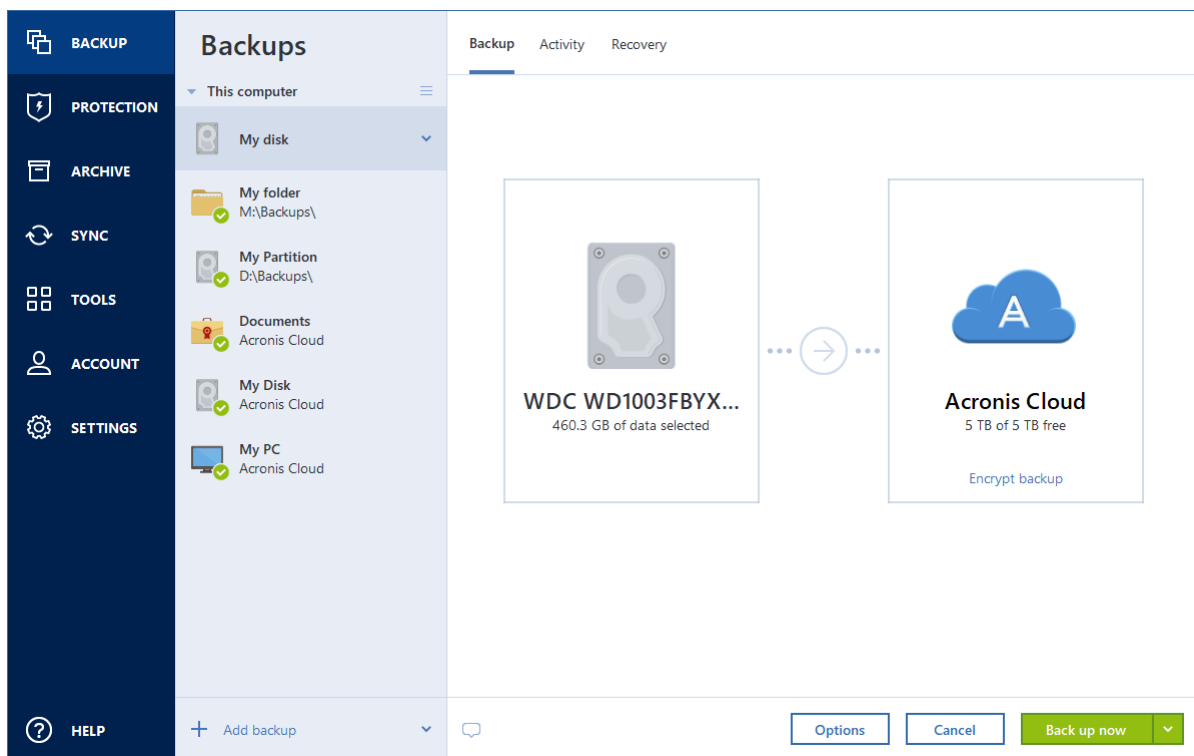 BACKUP
PROTECTION
ARCHIVE
SYNC
TOOLS
ACCOUNT
SETTINGS
HELP
Backups
This computer
My disk
My folder
M:\Backups\
My Partition
D:\Backups\
Documents
Acronis Cloud
My Disk
Acronis Cloud
My PC
Acronis Cloud
Add backup
Backup Activity Recovery
WDC WD1003FBYX...
460.3 GB of data selected
A
Acronis Cloud
5 TB of 5 TB free
Encrypt backup
Options Cancel Back up now